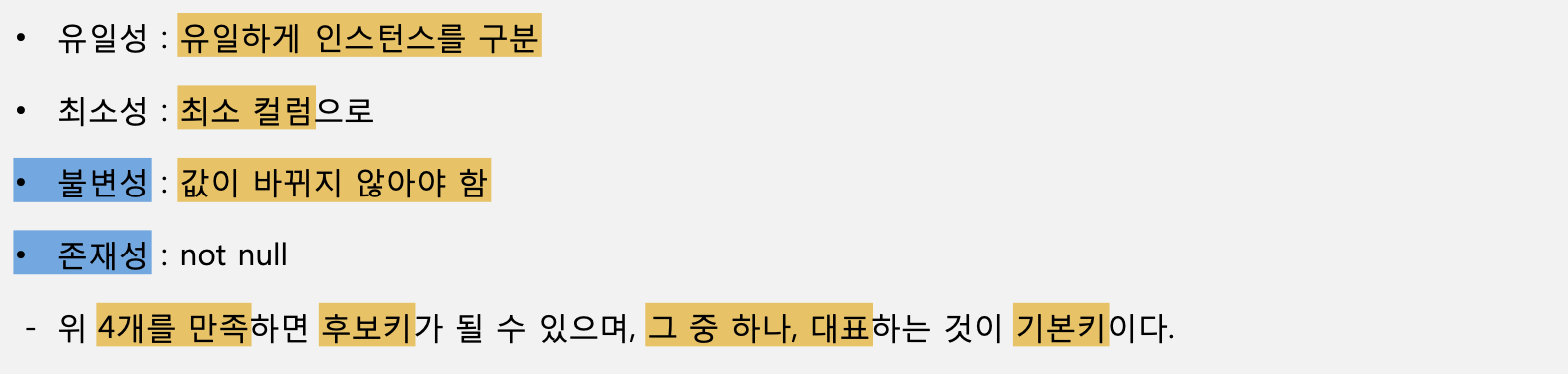 • 유일성 : 유일하게 인스턴스를 구분
• 최소성 : 최소 컬럼으로
• 불변성 : 값이 바뀌지 않아야 함
• 존재성 : not null
- 위 4개를 만족하면 후보키가 될 수 있으며, 그 중 하나, 대표하는 것이 기본키이다.